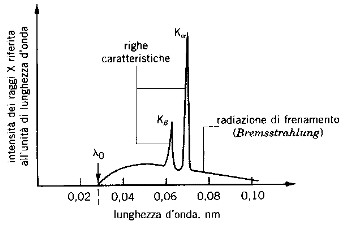 intensità dei raggi X riferita
all'unità di lunghezza d'onda
righe
caratteristiche
Kα
Kβ
radiazione di frenamento
(Bremsstrahlung)
λ0
0,02 0,04 0,06 0,08 0,10
lunghezza d'onda, nm